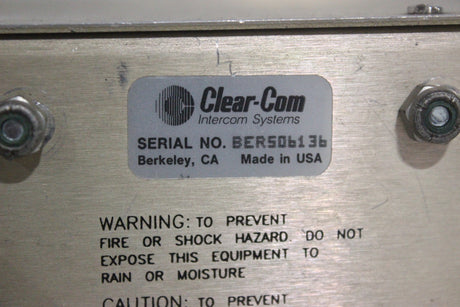 Clear-Com
Intercom Systems
SERIAL NO. BER506136
Berkeley, CA Made in USA
WARNING: TO PREVENT
FIRE OR SHOCK HAZARD. DO NOT
EXPOSE THIS EQUIPMENT TO
RAIN OR MOISTURE
CAUTION: TO PREVENT